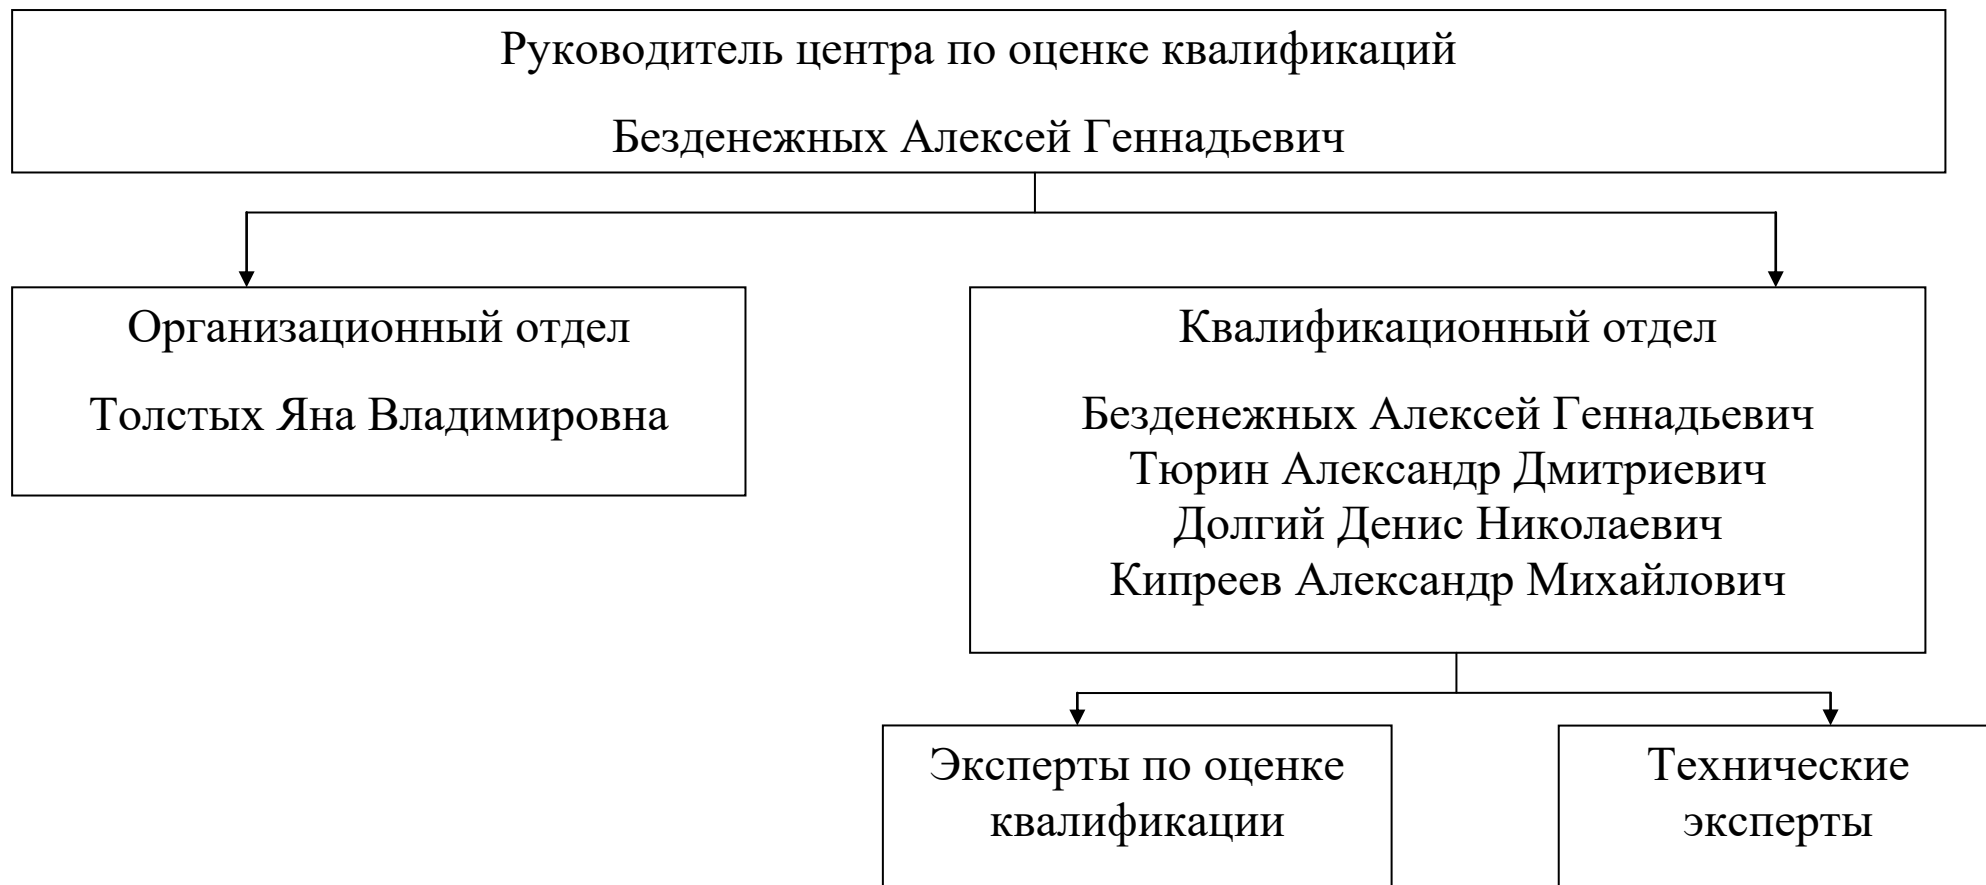 Руководитель центра по оценке квалификаций
Безденежных Алексей Геннадьевич
Организационный отдел
Толстых Яна Владимировна
Квалификационный отдел
Безденежных Алексей Геннадьевич
Тюрин Александр Дмитриевич
Долгий Денис Николаевич
Кипреев Александр Михайлович
Эксперты по оценке
квалификации
Технические
эксперты